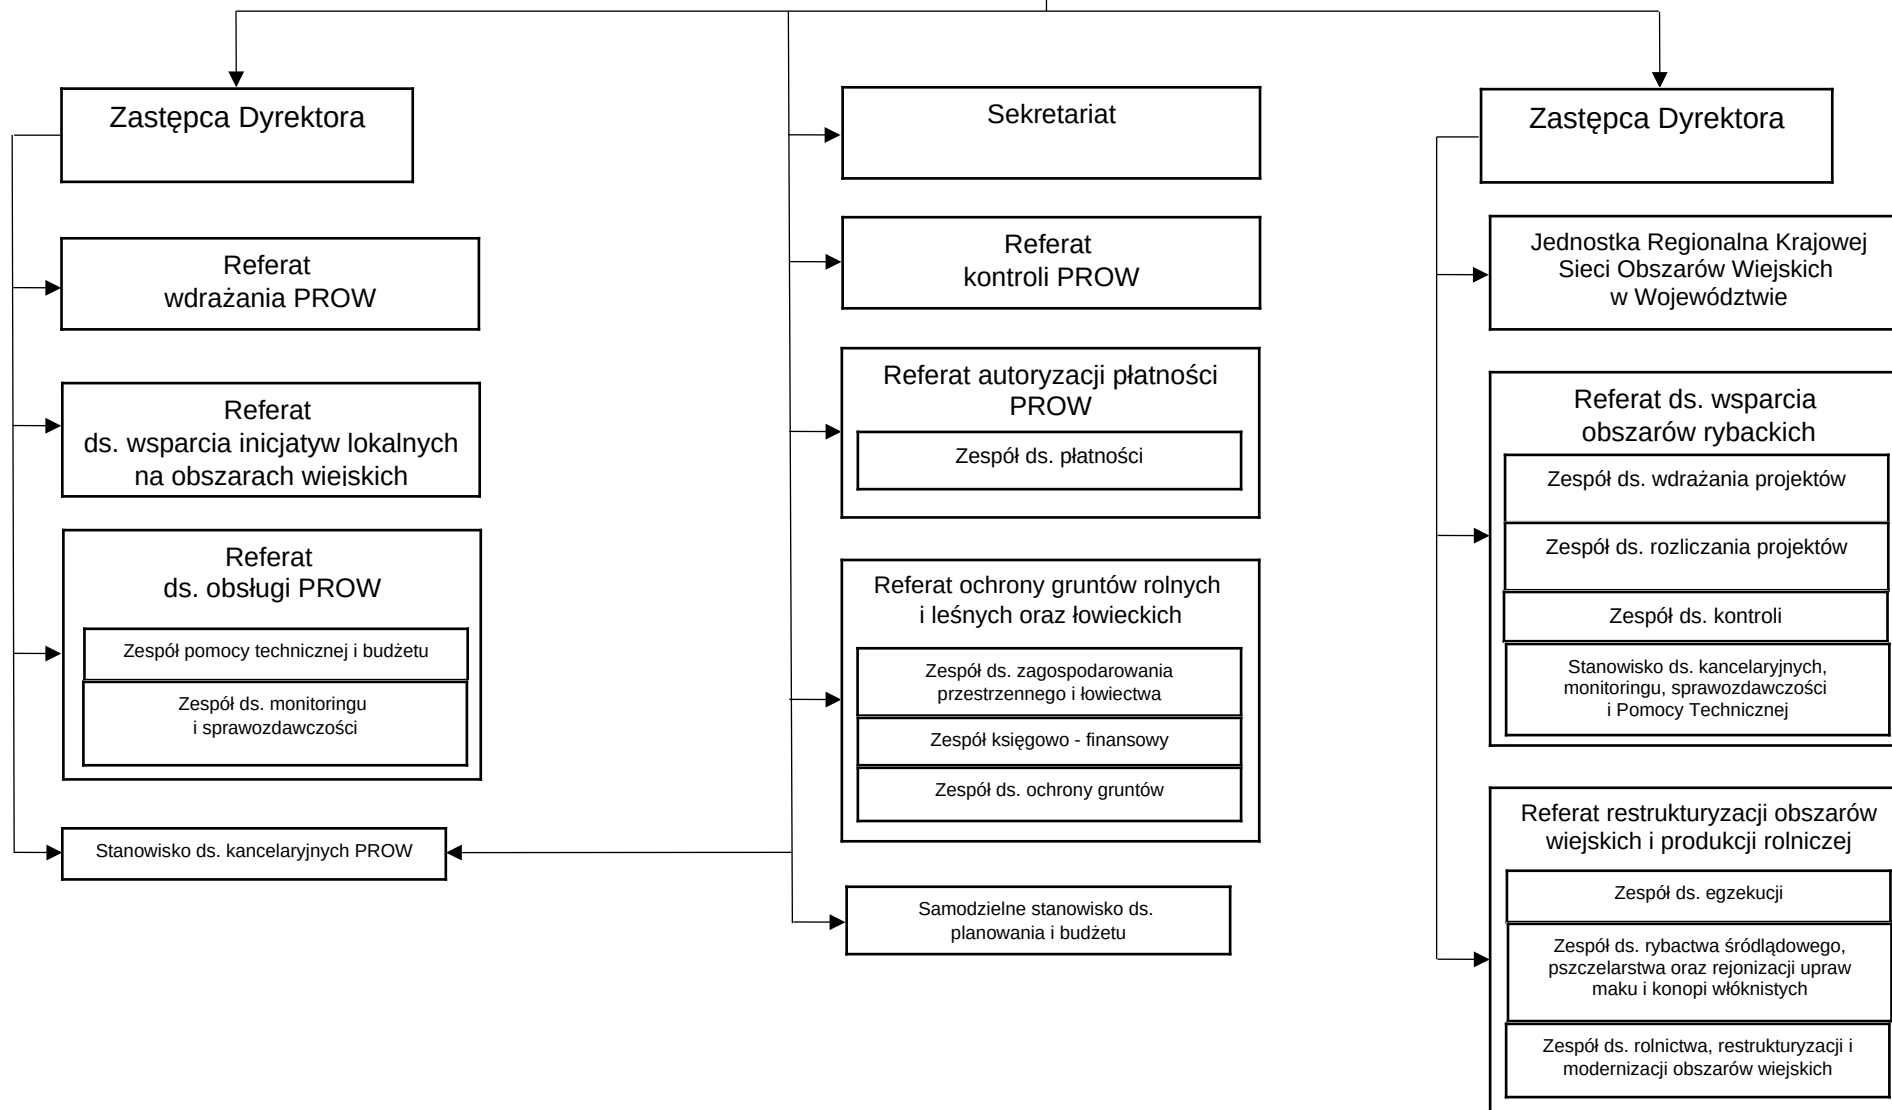 Zastępca Dyrektora
Referat
wdrażania PROW
Referat
ds. wsparcia inicjatyw lokalnych
na obszarach wiejskich
Referat
ds. obsługi PROW
Zespół pomocy technicznej i budżetu
Zespół ds. monitoringu
i sprawozdawczości
Stanowisko ds. kancelaryjnych PROW
Sekretariat
Referat
kontroli PROW
Referat autoryzacji płatności
PROW
Zespół ds. płatności
Referat ochrony gruntów rolnych
i leśnych oraz łowieckich
Zespół ds. zagospodarowania
przestrzennego i łowiectwa
Zespół księgowo - finansowy
Zespół ds. ochrony gruntów
Samodzielne stanowisko ds.
planowania i budżetu
Zastępca Dyrektora
Jednostka Regionalna Krajowej
Sieci Obszarów Wiejskich
w Województwie
Referat ds. wsparcia
obszarów rybackich
Zespół ds. wdrażania projektów
Zespół ds. rozliczania projektów
Zespół ds. kontroli
Stanowisko ds. kancelaryjnych,
monitoringu, sprawozdawczości
i Pomocy Technicznej
Referat restrukturyzacji obszarów
wiejskich i produkcji rolniczej
Zespół ds. egzekucji
Zespół ds. rybactwa śródlądowego,
pszczelarstwa oraz rejonizacji upraw
maku i konopi włóknistych
Zespół ds. rolnictwa, restrukturyzacji i
modernizacji obszarów wiejskich